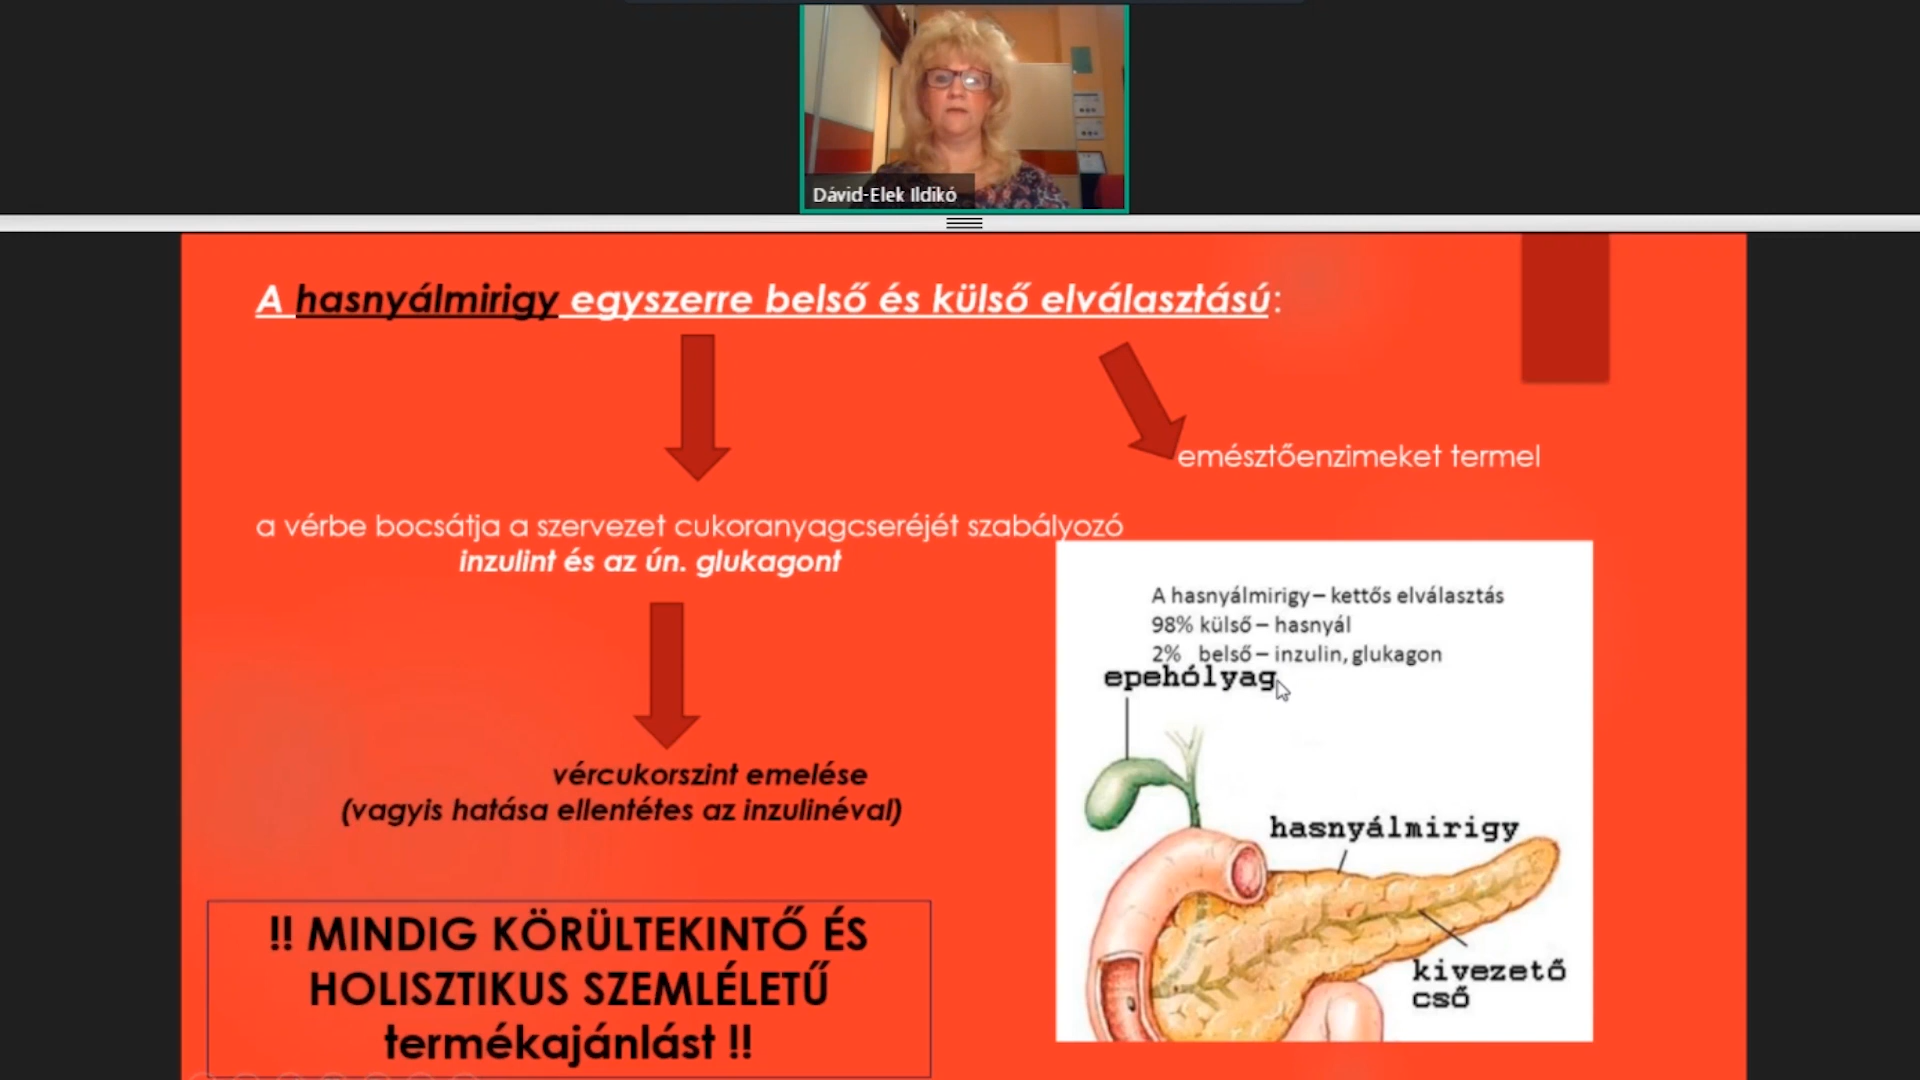 Dávid-Elek Ildikó
A hasnyálmirigy egyszerre belső és külső elválasztású:
emésztőenzimeket termel
a vérbe bocsátja a szervezet cukoranyagcseréjét szabályozó
inzulint és az ún. glukagont
A hasnyálmirigy – kettős elválasztás
98% külső – hasnyál
2% belső – inzulin, glukagon
epehólyag
vércukorszint emelése
(vagyis hatása ellentétes az inzulinéval)
hasnyálmirigy
kivezető
cső
!! MINDIG KÖRÜLTEKINTŐ ÉS
HOLISZTIKUS SZEMLÉLETŰ
termékajánlást !!